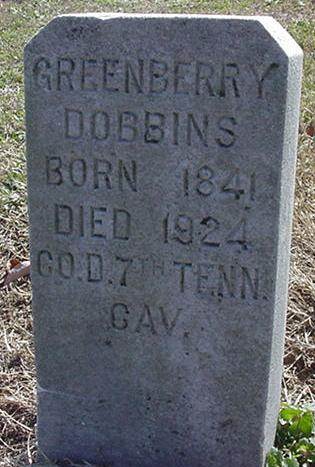 GREENBERRY
DOBBINS
BORN 1841
DIED 1924
CO.D.7TH TENN.
CAV.